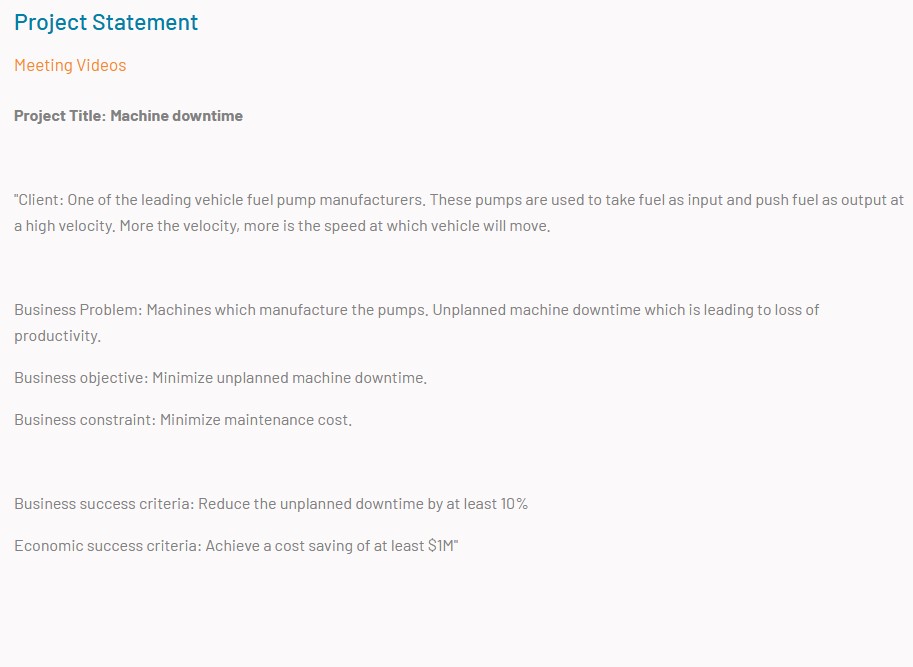 Project Statement
Meeting Videos
Project Title: Machine downtime
"Client: One of the leading vehicle fuel pump manufacturers. These pumps are used to take fuel as input and push fuel as output at
a high velocity. More the velocity, more is the speed at which vehicle will move.
Business Problem: Machines which manufacture the pumps. Unplanned machine downtime which is leading to loss of
productivity.
Business objective: Minimize unplanned machine downtime.
Business constraint: Minimize maintenance cost.
Business success criteria: Reduce the unplanned downtime by at least 10%
Economic success criteria: Achieve a cost saving of at least $1M"